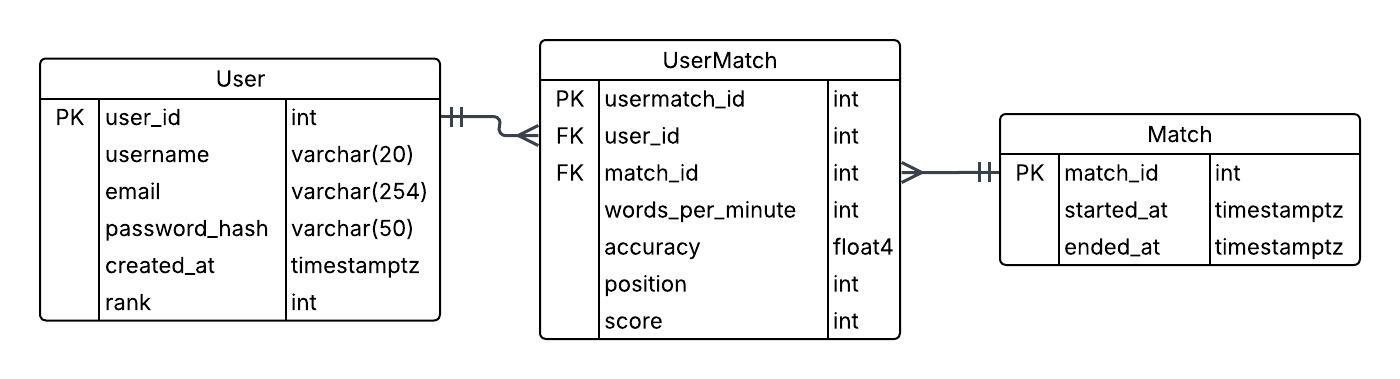 User
PK user_id int
username varchar(20)
email varchar(254)
password_hash varchar(50)
created_at timestamptz
rank int
UserMatch
PK usermatch_id int
FK user_id int
FK match_id int
words_per_minute int
accuracy float4
position int
score int
Match
PK match_id int
started_at timestamptz
ended_at timestamptz